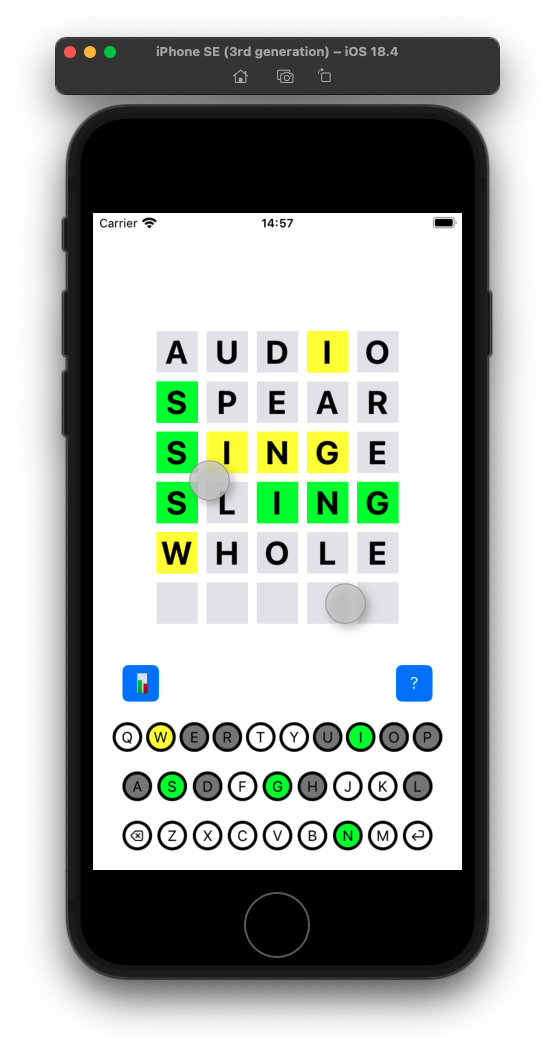 iPhone SE (3rd generation) – iOS 18.4
Carrier 14:57
A U D I O
S P E A R
S I N G E
S L I N G
W H O L E
?
Q W E R T Y U I O P
A S D F G H J K L
Z X C V B N M